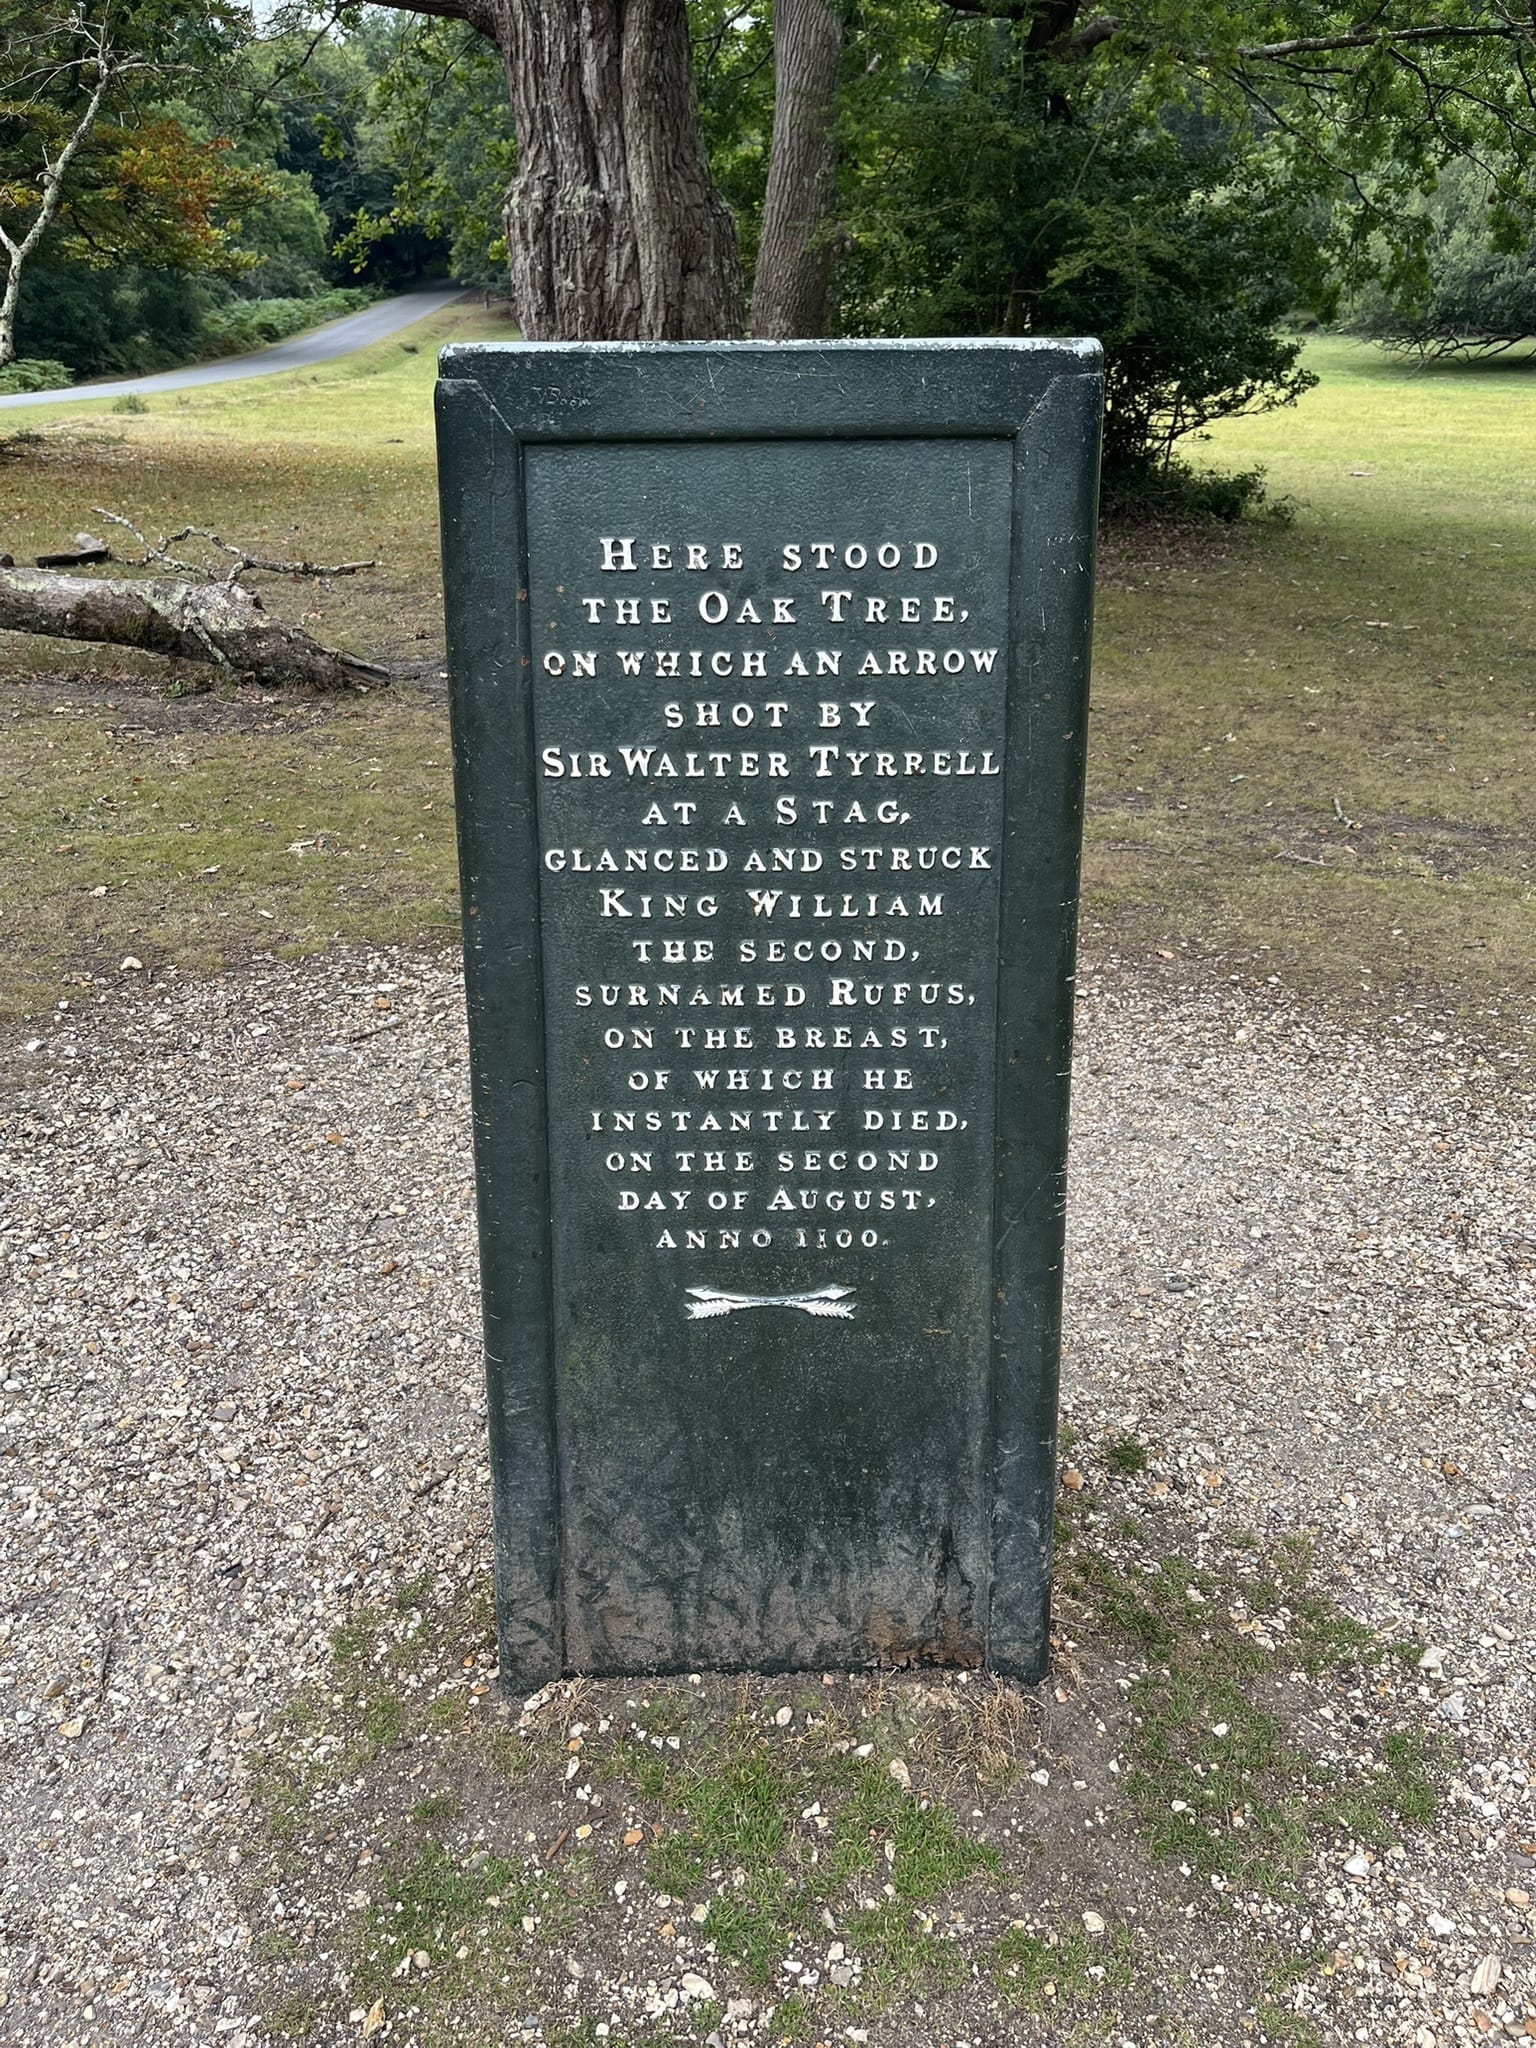 HERE STOOD
THE OAK TREE,
ON WHICH AN ARROW
SHOT BY
SIR WALTER TYRRELL
AT A STAG,
GLANCED AND STRUCK
KING WILLIAM
THE SECOND,
SURNAMED RUFUS,
ON THE BREAST,
OF WHICH HE
INSTANTLY DIED,
ON THE SECOND
DAY OF AUGUST,
ANNO 1100.